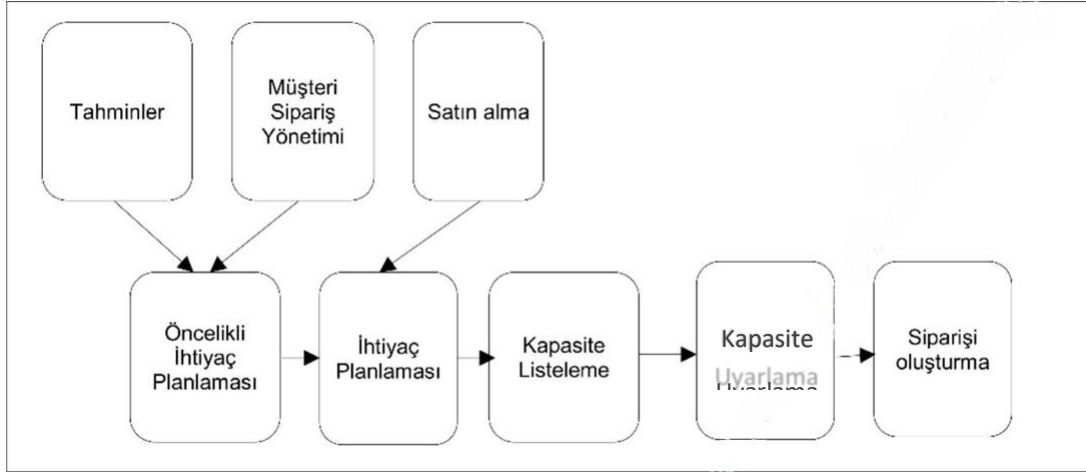 Tahminler
Müşteri
Sipariş
Yönetimi
Satın alma
Öncelikli
İhtiyaç
Planlaması
İhtiyaç
Planlaması
Kapasite
Listeleme
Kapasite
Uyarlama
Siparişi
oluşturma